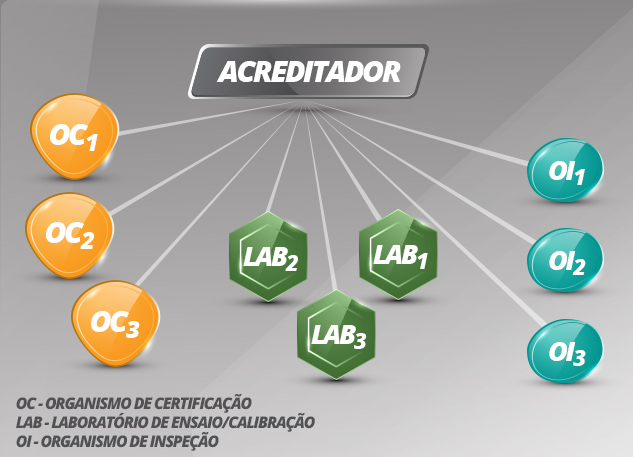 ACREDITADOR
OC1
OC2
OC3
LAB2
LAB1
LAB3
OI1
OI2
OI3
OC - ORGANISMO DE CERTIFICAÇÃO
LAB - LABORATÓRIO DE ENSAIO/CALIBRAÇÃO
OI - ORGANISMO DE INSPEÇÃO